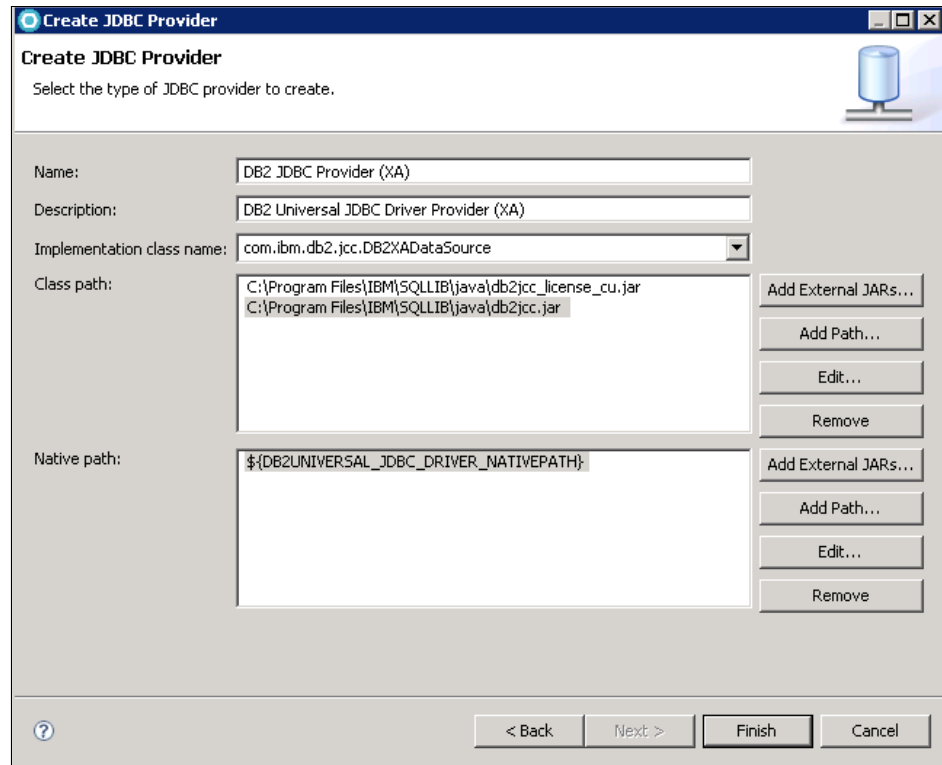 Create JDBC Provider
Create JDBC Provider
Select the type of JDBC provider to create.
Name:
DB2 JDBC Provider (XA)
Description:
DB2 Universal JDBC Driver Provider (XA)
Implementation class name:
com.ibm.db2.jcc.DB2XADataSource
Class path:
C:\Program Files\IBM\SQLLIB\java\db2jcc_license_cu.jar
C:\Program Files\IBM\SQLLIB\java\db2jcc.jar
Add External JARs...
Add Path...
Edit...
Remove
Native path:
${DB2UNIVERSAL_JDBC_DRIVER_NATIVEPATH}
Add External JARs...
Add Path...
Edit...
Remove
?
< Back
Next >
Finish
Cancel